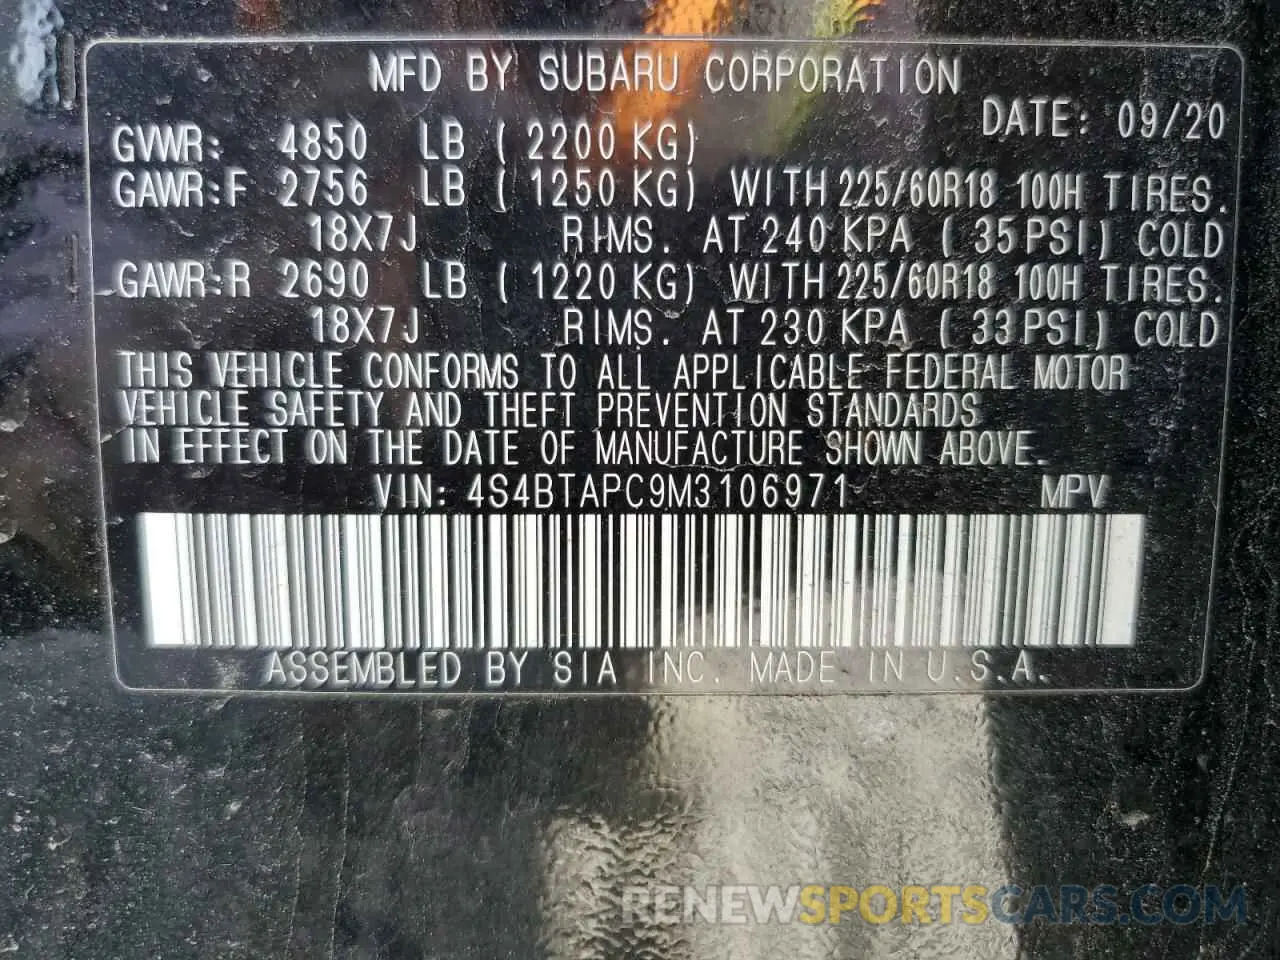 MFD BY SUBARU CORPORATION
DATE: 09/20
GVWR: 4850 LB ( 2200 KG)
GAWR:F 2756 LB ( 1250 KG) WITH 225/60R18 100H TIRES.
18X7J RIMS. AT 240 KPA ( 35 PSI) COLD
GAWR:R 2690 LB ( 1220 KG) WITH 225/60R18 100H TIRES.
18X7J RIMS. AT 230 KPA ( 33 PSI) COLD
THIS VEHICLE CONFORMS TO ALL APPLICABLE FEDERAL MOTOR
VEHICLE SAFETY AND THEFT PREVENTION STANDARDS
IN EFFECT ON THE DATE OF MANUFACTURE SHOWN ABOVE.
VIN: 4S4BTAPC9M3106971 MPV
ASSEMBLED BY SIA INC. MADE IN U.S.A.
RENEWSPORTSCARS.COM